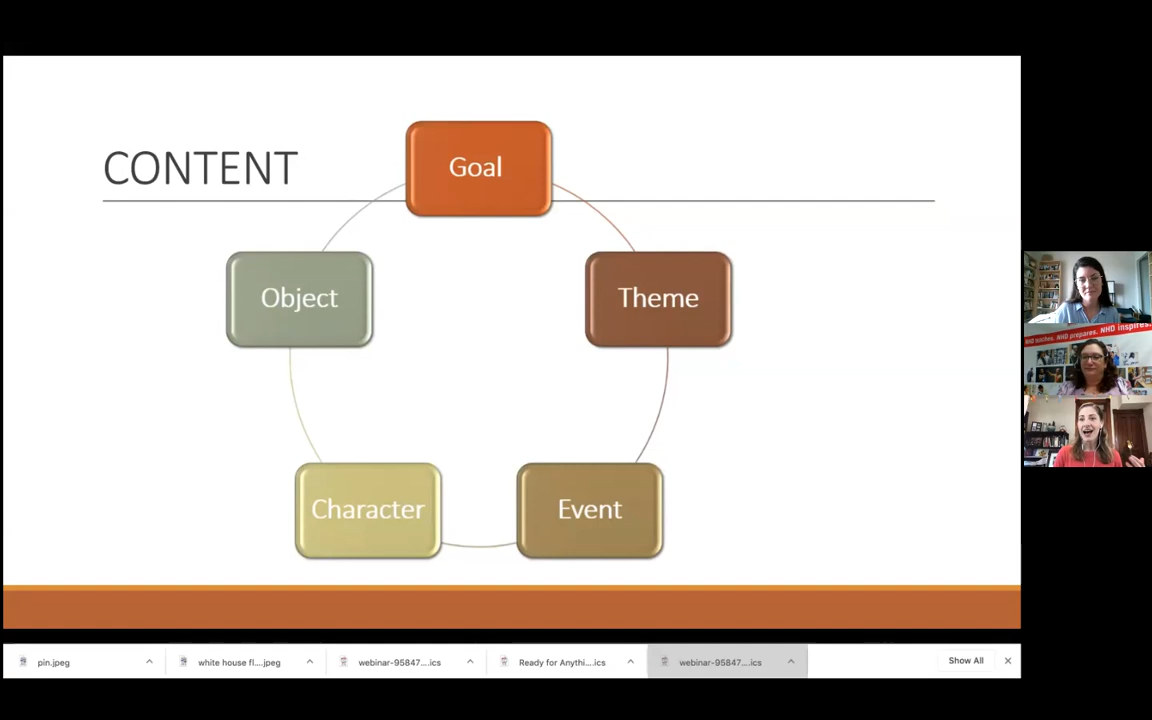 CONTENT
Goal
Object
Theme
Character
Event
NHD teaches. NHD prepares. NHD inspires.
pin.jpeg
white house fl....jpeg
webinar-95847....ics
Ready for Anythi....ics
webinar-95847....ics
Show All